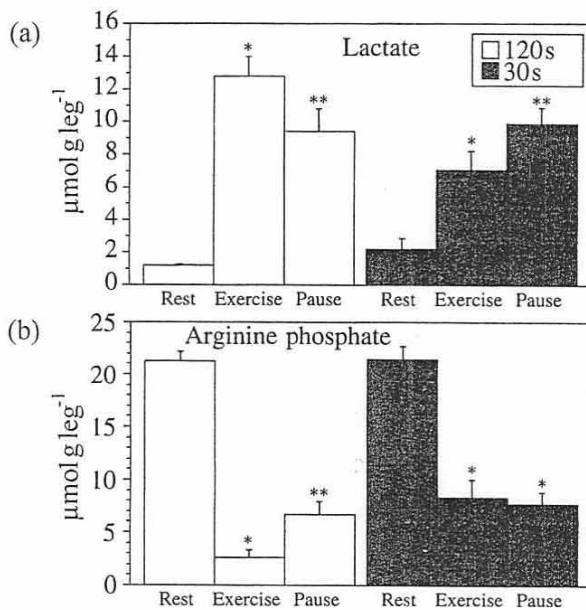 (a)
Lactate
120s
30s
µmol g leg⁻¹
16
14
12
10
8
6
4
2
0
*
**
*
**
Rest Exercise Pause Rest Exercise Pause
(b)
Arginine phosphate
µmol g leg⁻¹
25
20
15
10
5
0
*
**
*
*
Rest Exercise Pause Rest Exercise Pause